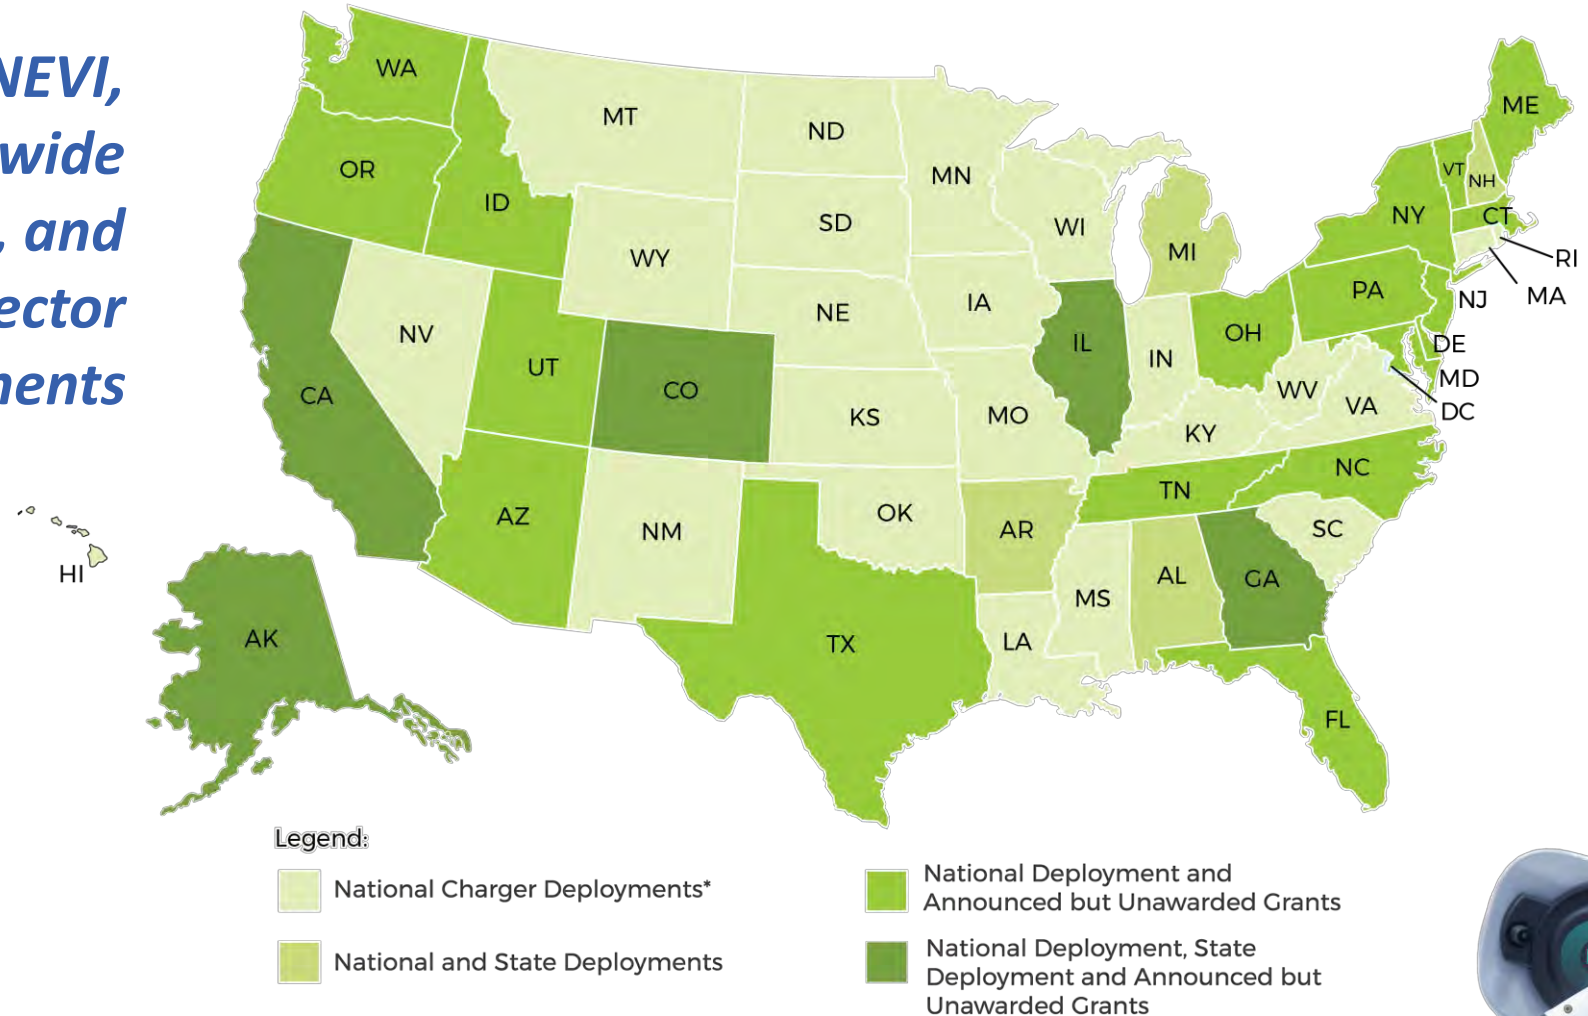 NEVI,
wide
, and
ector
nents
WA
MT
ND
MN
ME
OR
ID
SD
WI
VT
NH
WY
MI
NY
CT
RI
NV
NE
IA
PA
NJ
MA
UT
CO
IL
IN
OH
DE
CA
KS
MO
WV
VA
MD
DC
KY
AZ
NM
OK
AR
TN
NC
HI
AL
GA
SC
AK
TX
LA
MS
FL
Legend:
National Charger Deployments*
National and State Deployments
National Deployment and
Announced but Unawarded Grants
National Deployment, State
Deployment and Announced but
Unawarded Grants